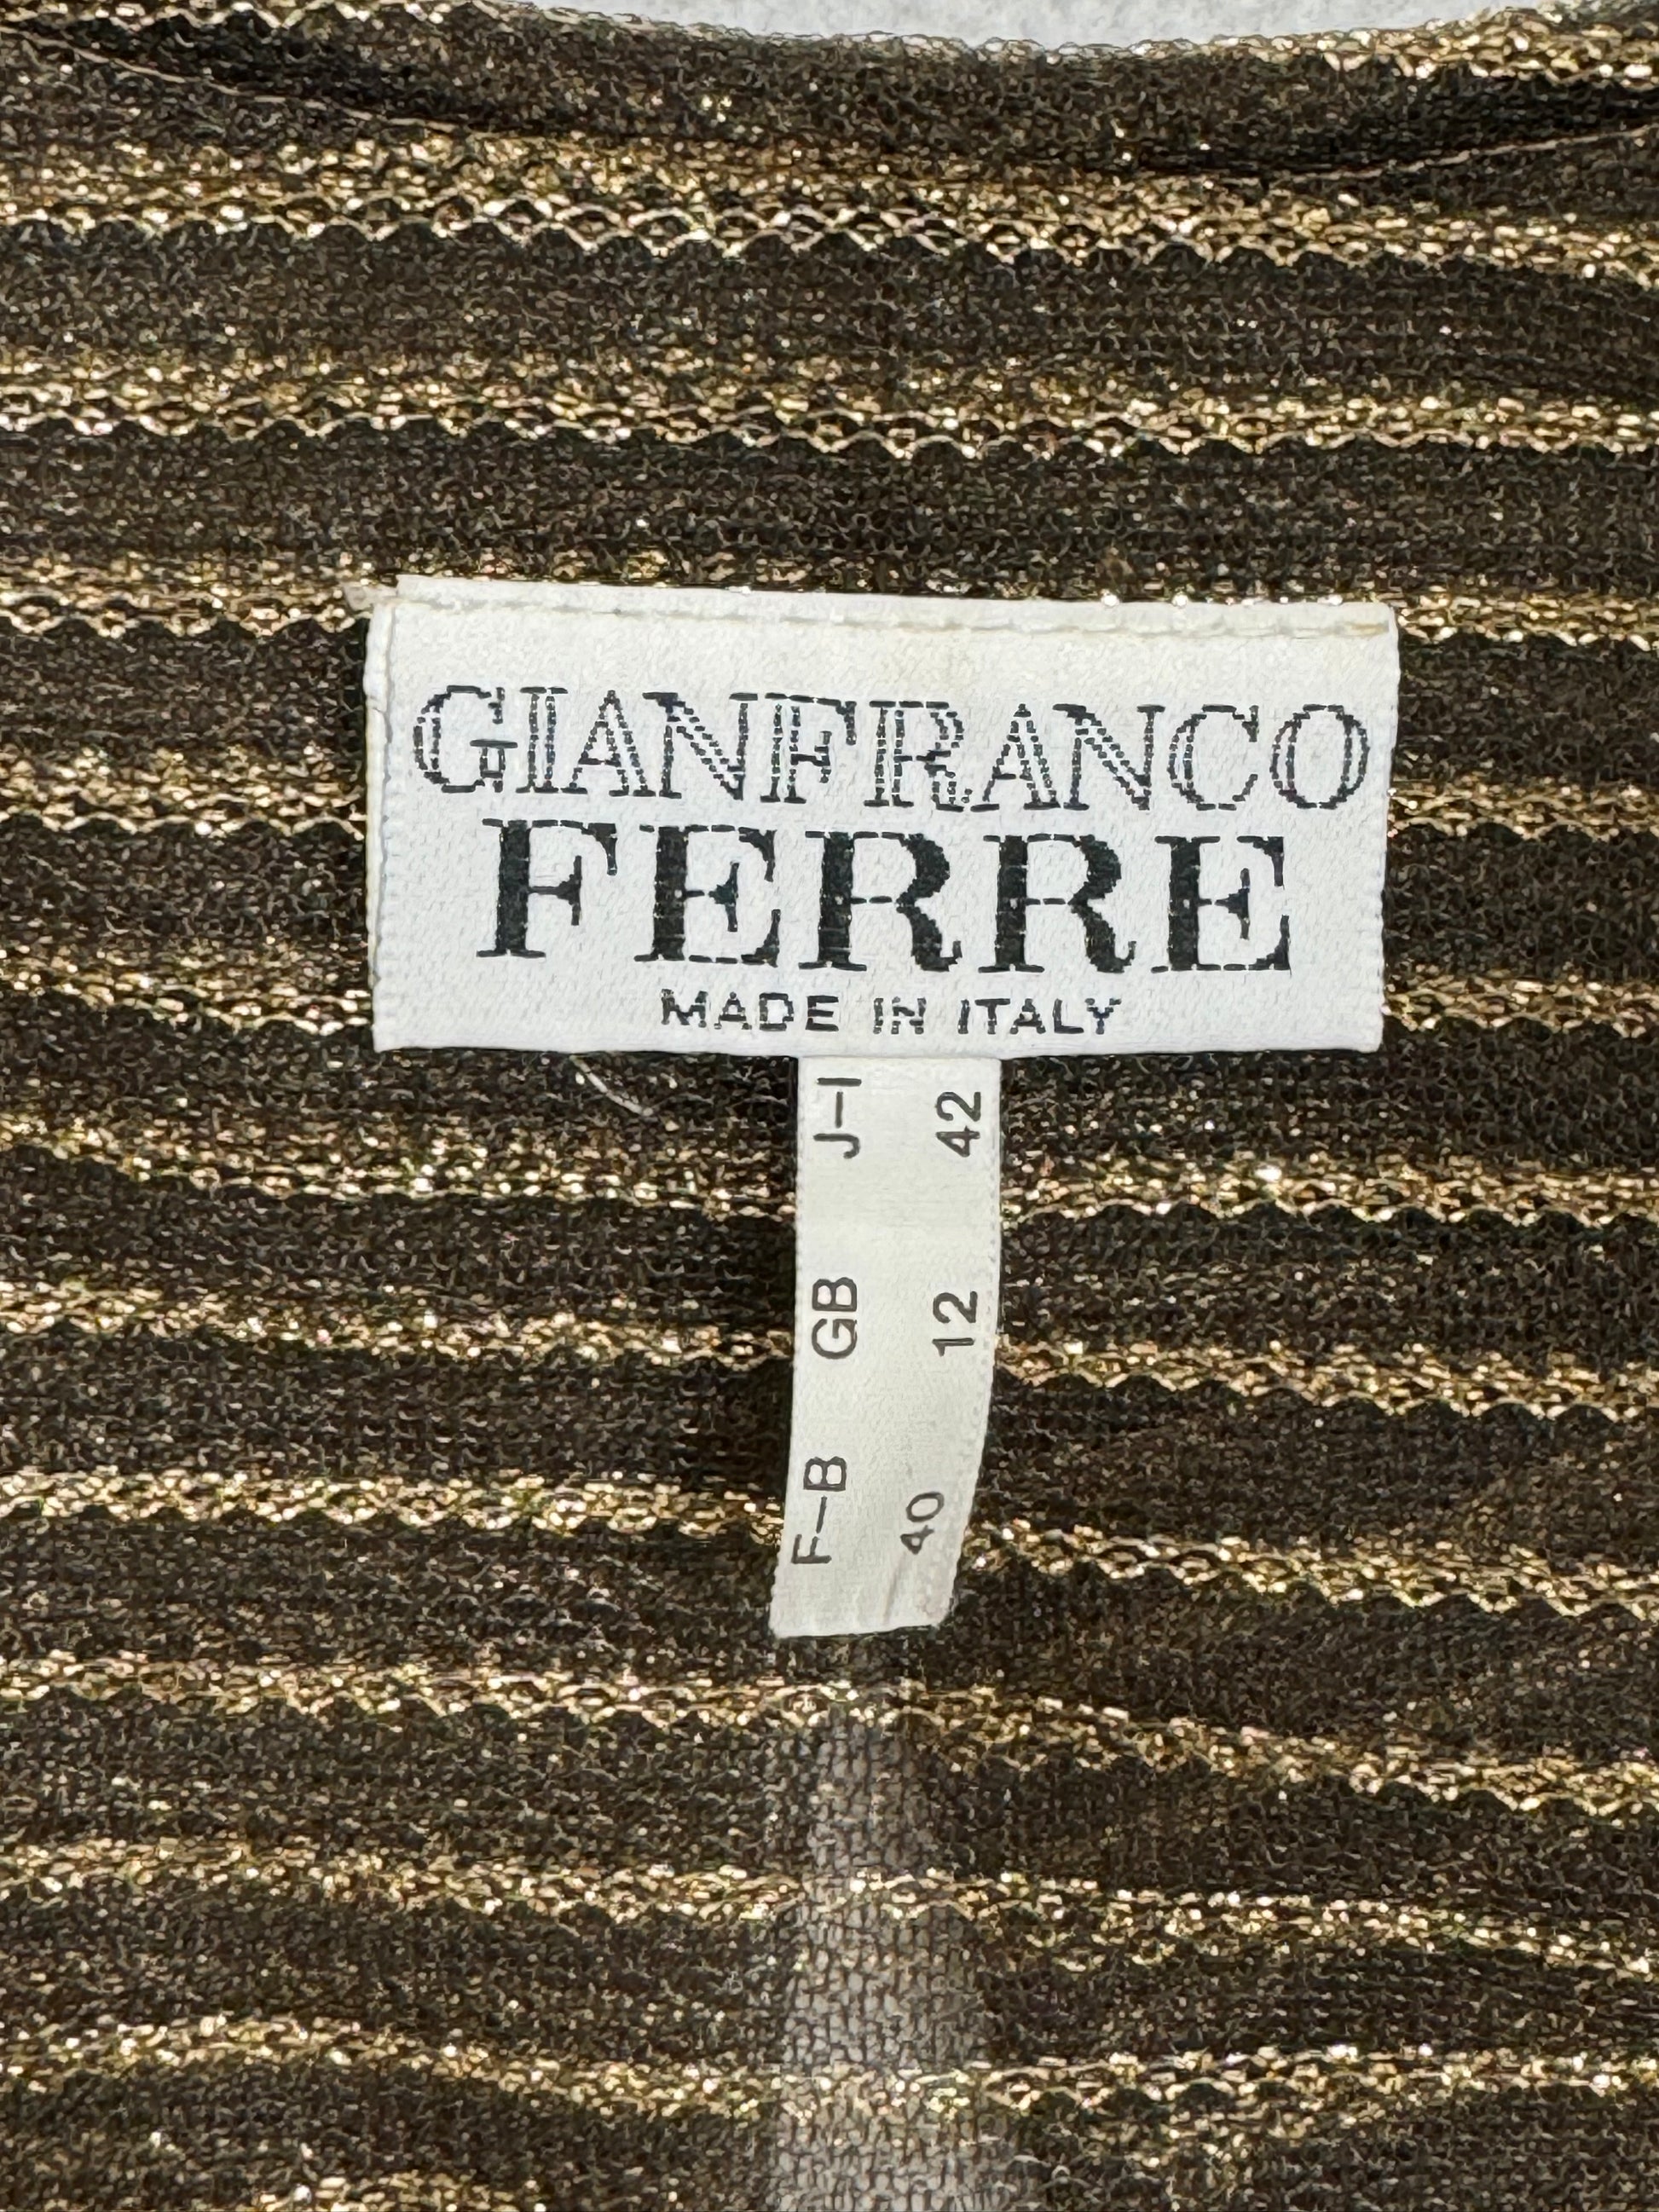 GIANFRANCO
FERRE
MADE IN ITALY
J-I 42
GB 12
F-B 40